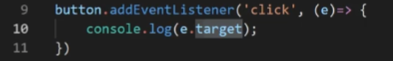 9 button.addEventListener('click', (e)=> {
10 console.log(e.target);
11 })